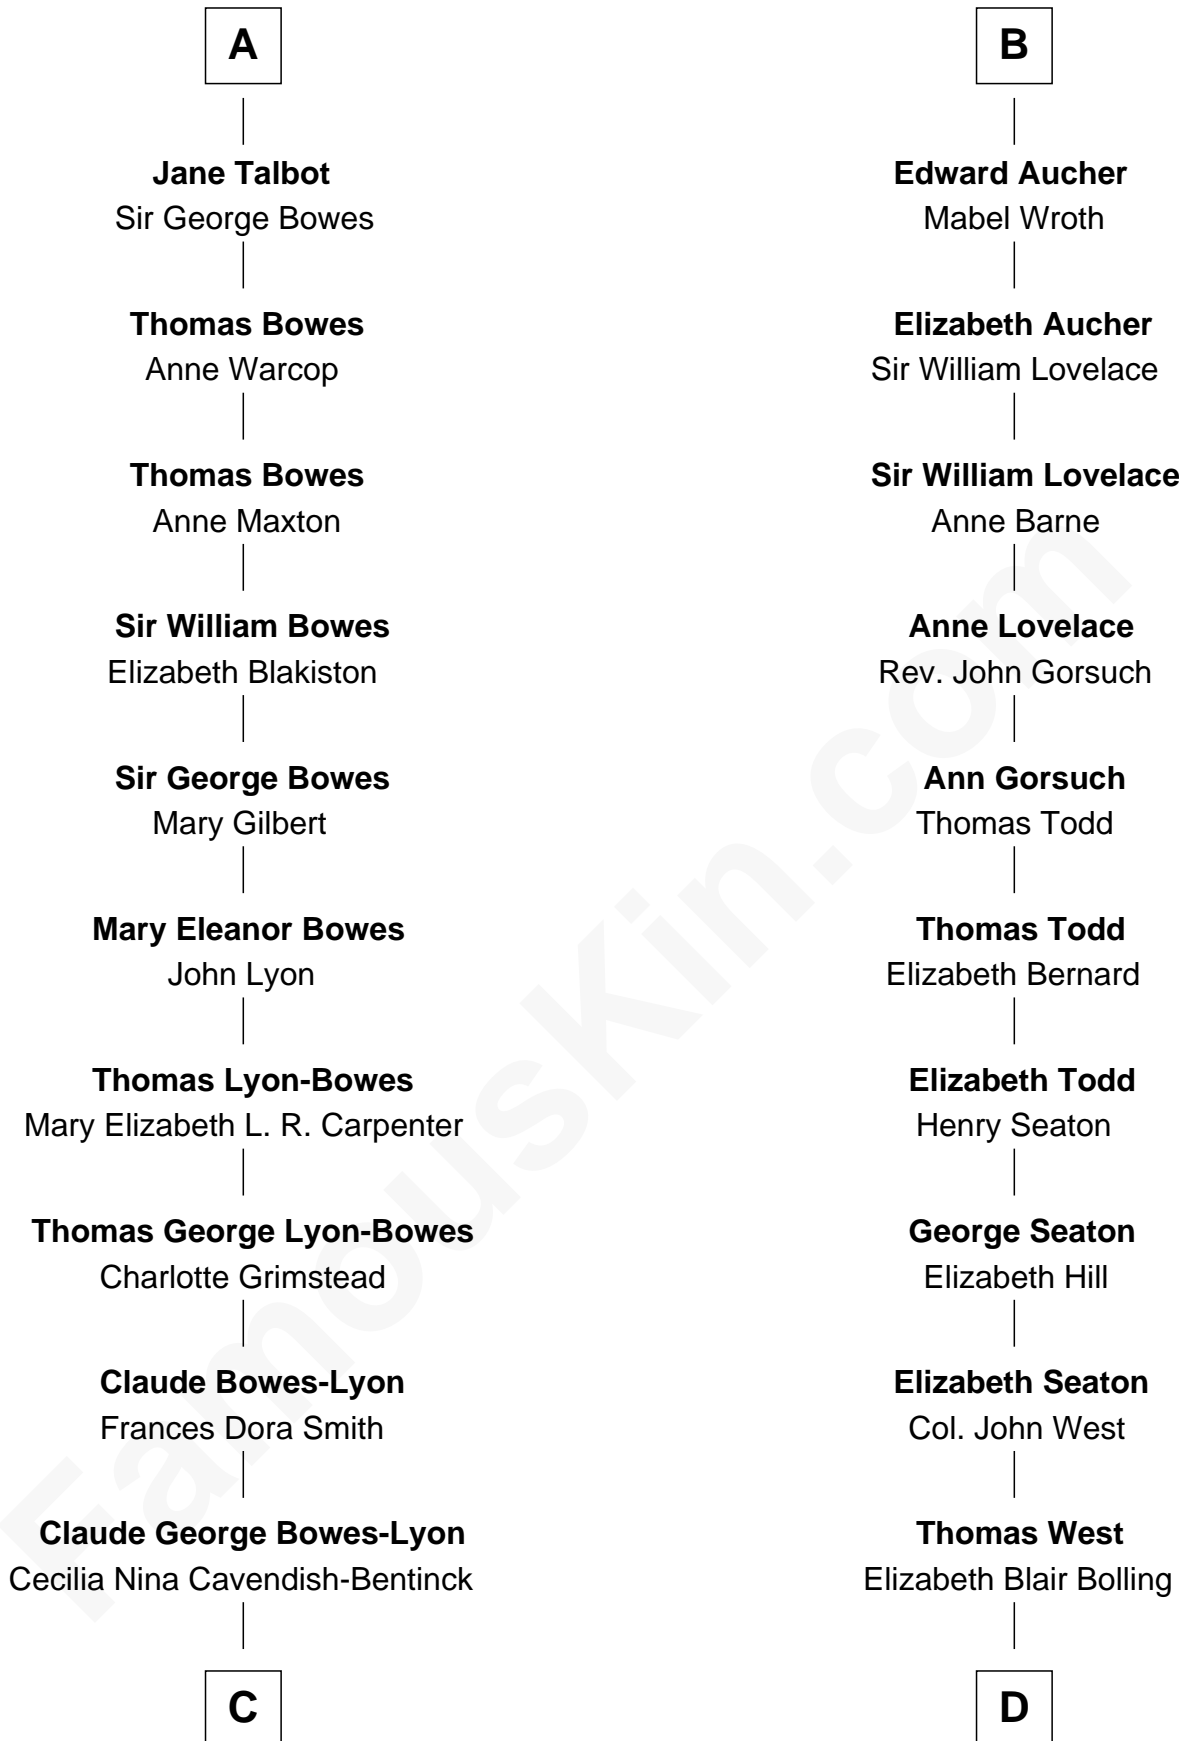 A
Jane Talbot
Sir George Bowes
Thomas Bowes
Anne Warcop
Thomas Bowes
Anne Maxton
Sir William Bowes
Elizabeth Blakiston
Sir George Bowes
Mary Gilbert
Mary Eleanor Bowes
John Lyon
Thomas Lyon-Bowes
Mary Elizabeth L. R. Carpenter
Thomas George Lyon-Bowes
Charlotte Grimstead
Claude Bowes-Lyon
Frances Dora Smith
Claude George Bowes-Lyon
Cecilia Nina Cavendish-Bentinck
C
B
Edward Aucher
Mabel Wroth
Elizabeth Aucher
Sir William Lovelace
Sir William Lovelace
Anne Barne
Anne Lovelace
Rev. John Gorsuch
Ann Gorsuch
Thomas Todd
Thomas Todd
Elizabeth Bernard
Elizabeth Todd
Henry Seaton
George Seaton
Elizabeth Hill
Elizabeth Seaton
Col. John West
Thomas West
Elizabeth Blair Bolling
D
FamousKin.com